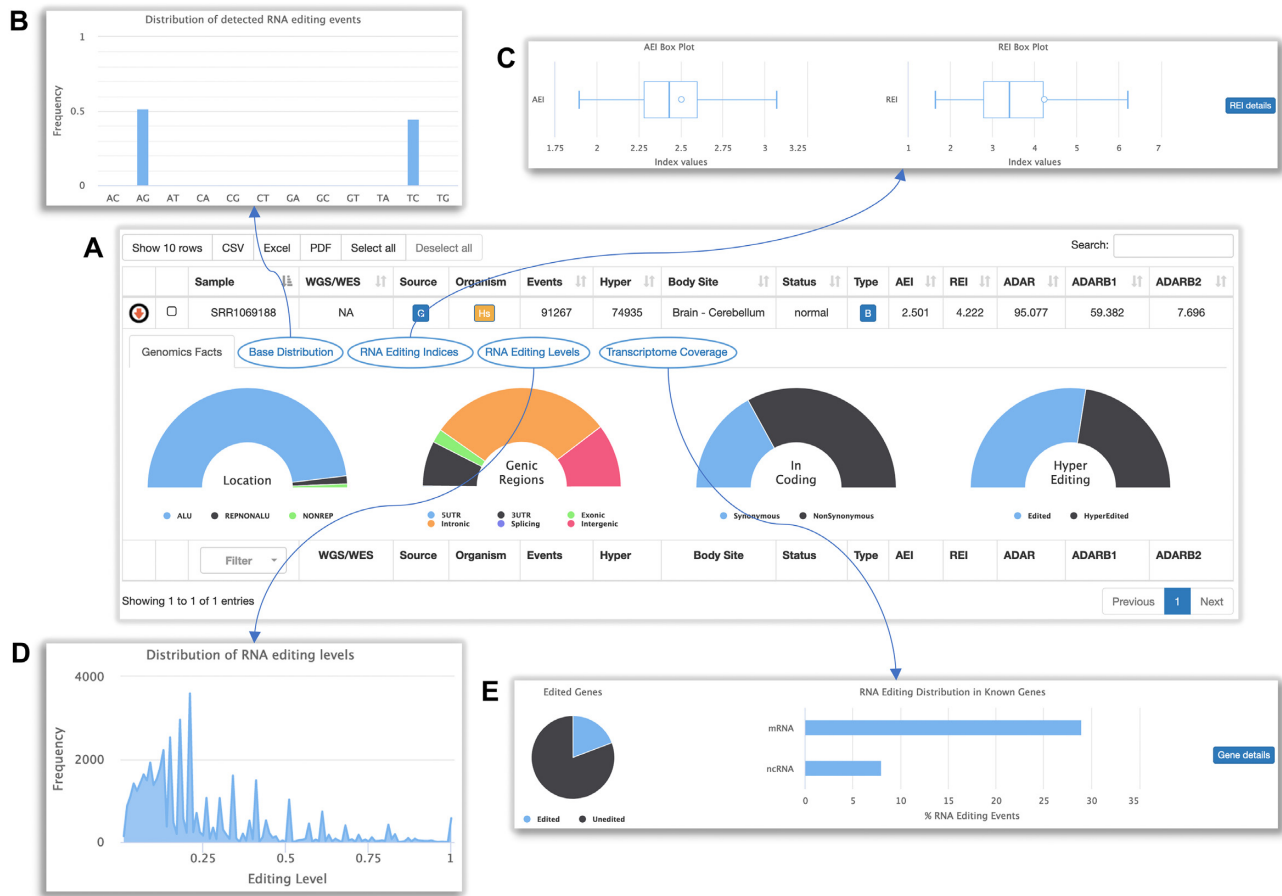 B
Distribution of detected RNA editing events
1
0.5
0
Frequency
AC AG AT CA CG CT GA GC GT TA TC TG
C
AEI Box Plot
AEI
1.75 2 2.25 2.5 2.75 3 3.25
Index values
REI Box Plot
REI
1 2 3 4 5 6 7
Index values
REI details
A
Show 10 rows CSV Excel PDF Select all Deselect all
Search:
Sample WGS/WES Source Organism Events Hyper Body Site Status Type AEI REI ADAR ADARB1 ADARB2
SRR1069188 NA G Hs 91267 74935 Brain - Cerebellum normal B 2.501 4.222 95.077 59.382 7.696
Genomics Facts Base Distribution RNA Editing Indices RNA Editing Levels Transcriptome Coverage
Location
ALU REPNONALU NONREP
Genic
Regions
5UTR 3UTR Exonic
Intronic Splicing Intergenic
In
Coding
Synonymous NonSynonymous
Hyper
Editing
Edited HyperEdited
Filter WGS/WES Source Organism Events Hyper Body Site Status Type AEI REI ADAR ADARB1 ADARB2
Showing 1 to 1 of 1 entries
Previous 1 Next
D
Distribution of RNA editing levels
4000
2000
0
Frequency
0.25 0.5 0.75 1
Editing Level
E
Edited Genes
Edited Unedited
RNA Editing Distribution in Known Genes
mRNA
ncRNA
0 5 10 15 20 25 30 35
% RNA Editing Events
Gene details